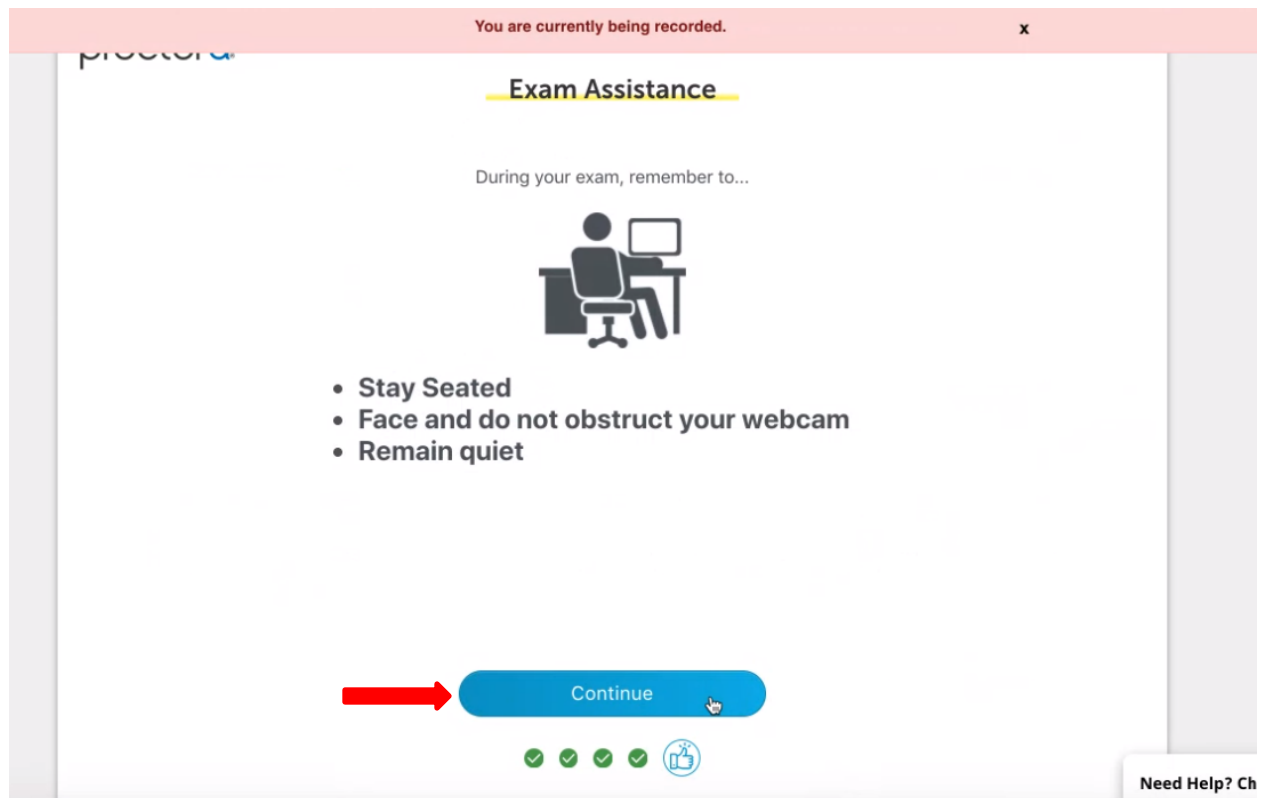 You are currently being recorded.
x
Exam Assistance
During your exam, remember to...
• Stay Seated
• Face and do not obstruct your webcam
• Remain quiet
Continue
Need Help? Ch